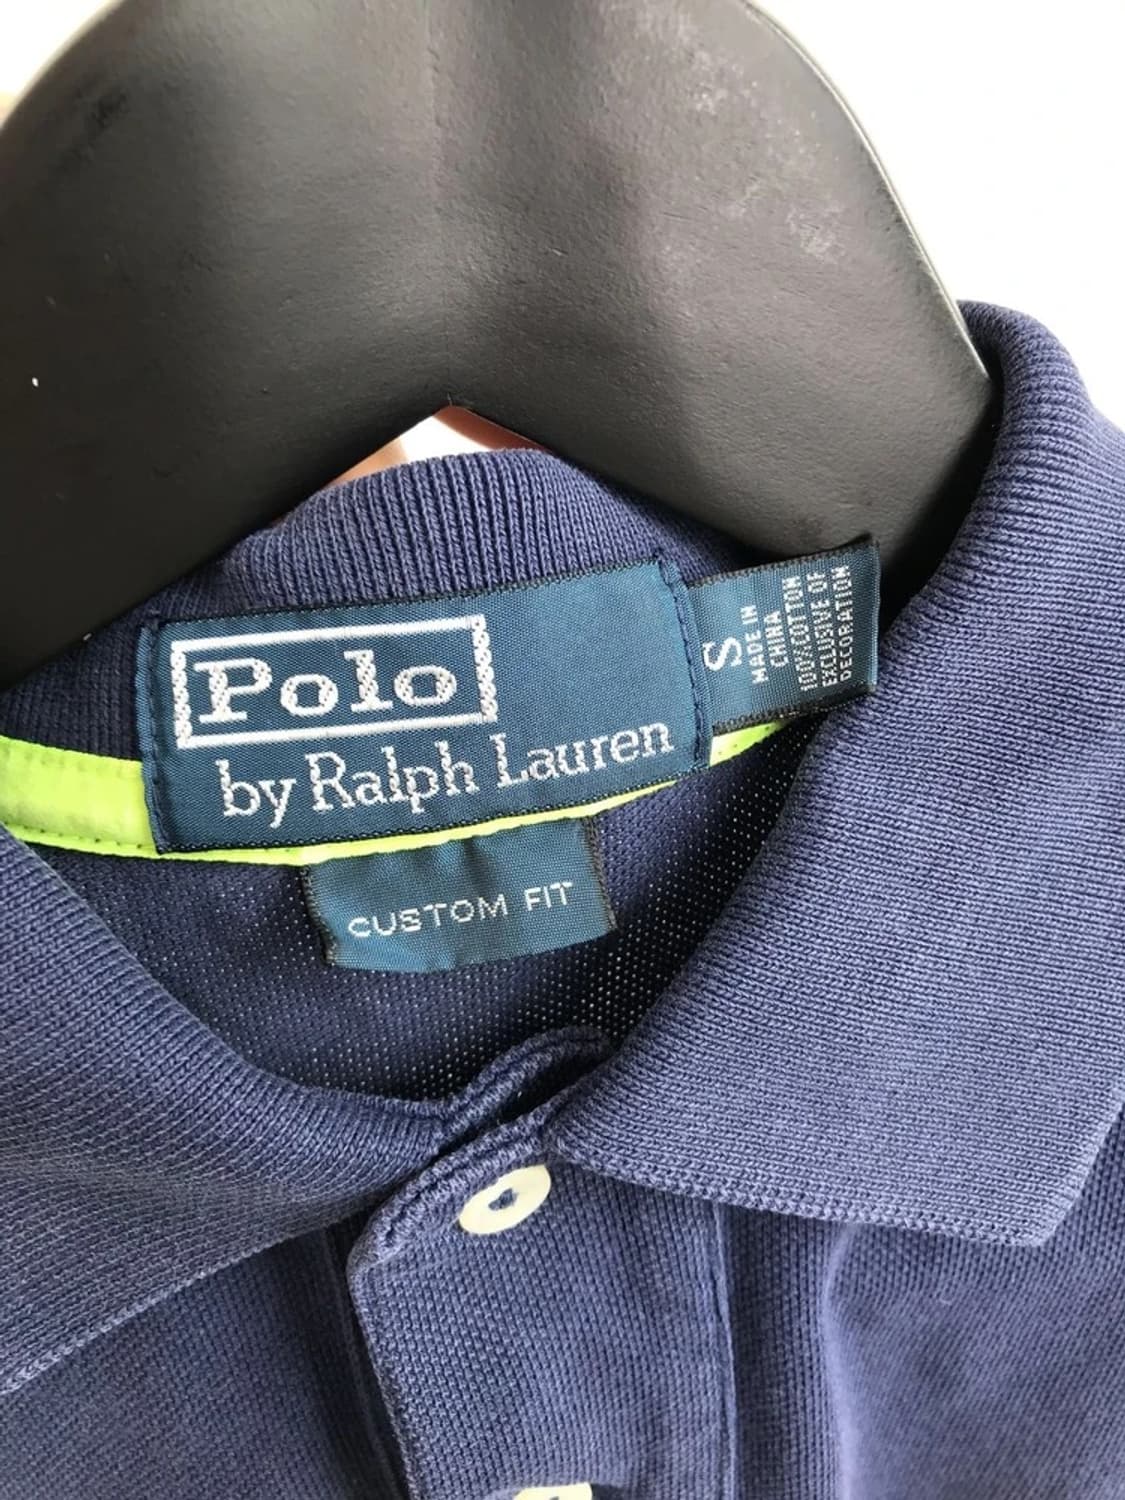 Polo
by Ralph Lauren
S
MADE IN
CHINA
100%COTTON
EXCLUSIVE OF
DECORATION
CUSTOM FIT